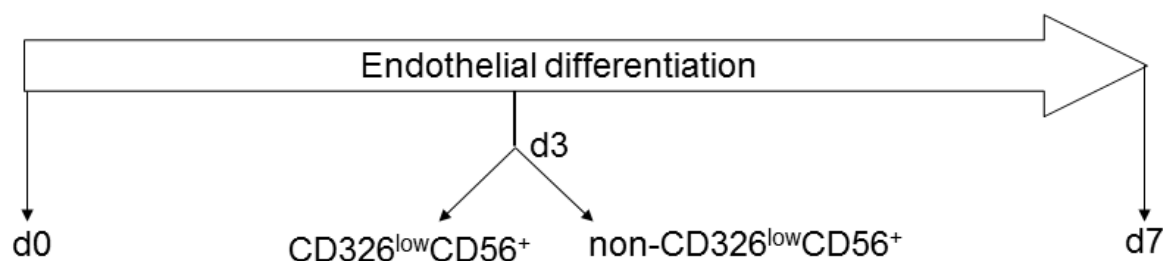 Endothelial differentiation
d3
d0 CD326ˡᵒʷCD56⁺ non-CD326ˡᵒʷCD56⁺ d7